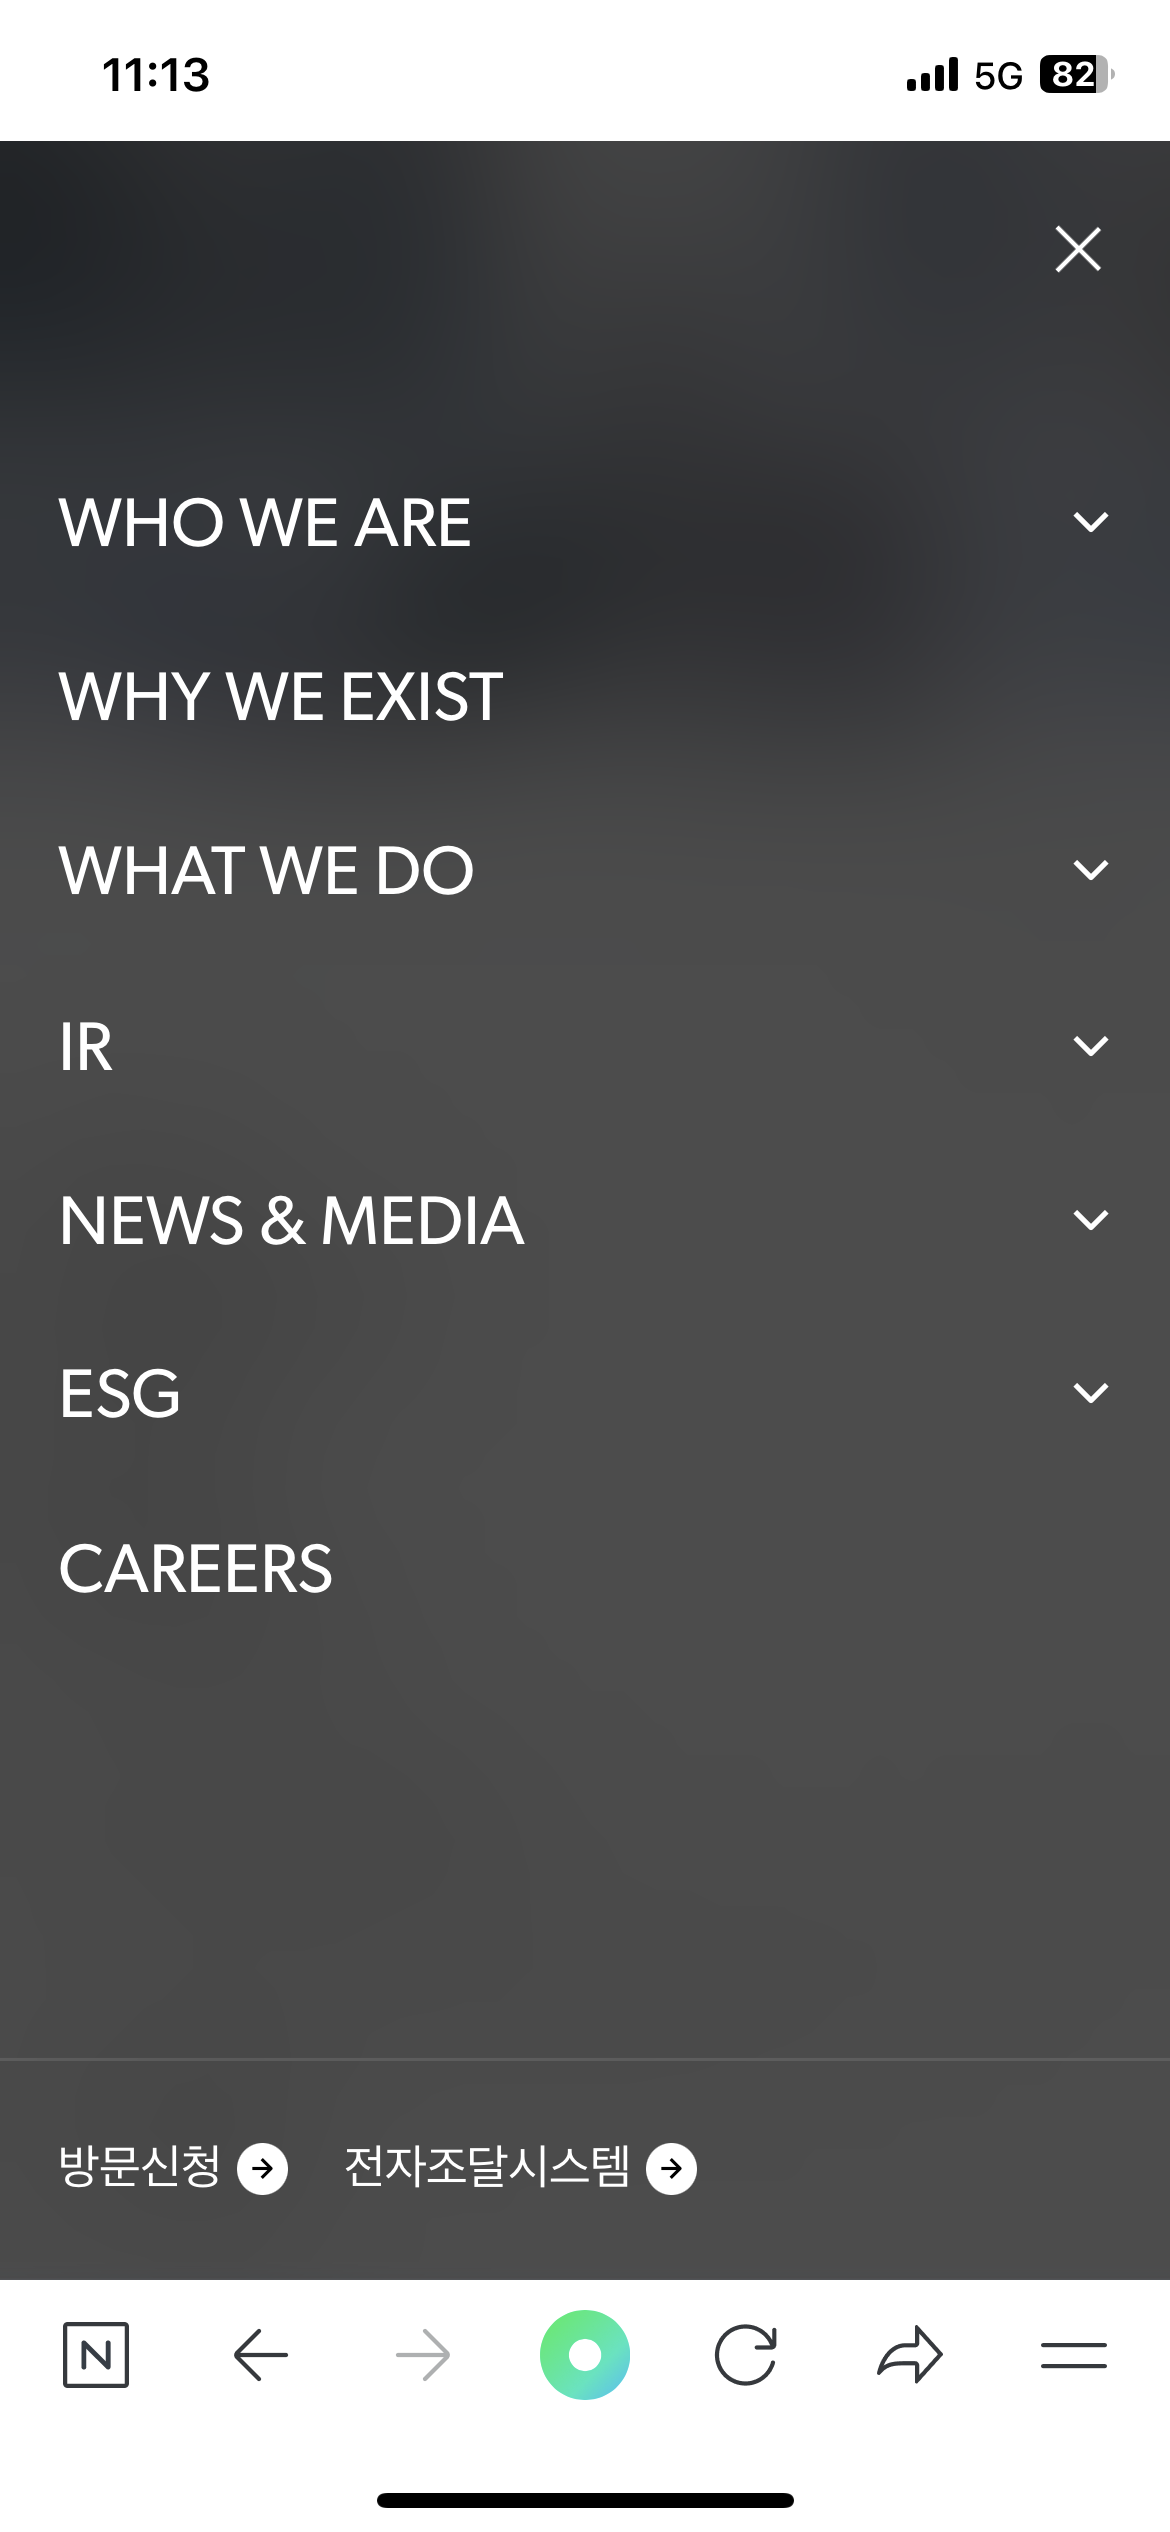 11:13 5G 82
WHO WE ARE
WHY WE EXIST
WHAT WE DO
IR
NEWS & MEDIA
ESG
CAREERS
방문신청 전자조달시스템
N